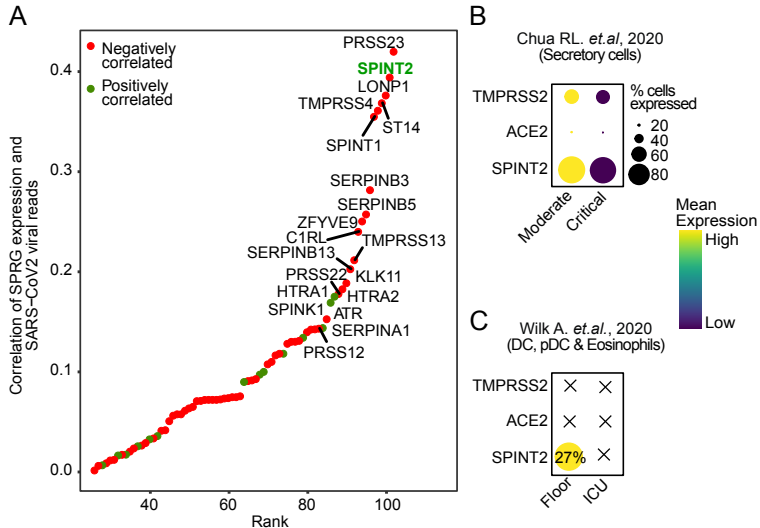 A
Correlation of SPRG expression and
SARS−CoV2 viral reads
0.4
0.3
0.2
0.1
0.0
40
60
80
100
Rank
Negatively
correlated
Positively
correlated
PRSS23
SPINT2
LONP1
TMPRSS4
ST14
SPINT1
SERPINB3
SERPINB5
ZFYVE9
C1RL
TMPRSS13
SERPINB13
PRSS22
KLK11
HTRA1
HTRA2
SPINK1
ATR
SERPINA1
PRSS12
B
Chua RL. et.al, 2020
(Secretory cells)
TMPRSS2
ACE2
SPINT2
Moderate
Critical
% cells
expressed
20
40
60
80
Mean
Expression
High
Low
C
Wilk A. et.al., 2020
(DC, pDC & Eosinophils)
TMPRSS2
ACE2
SPINT2
27%
Floor
ICU